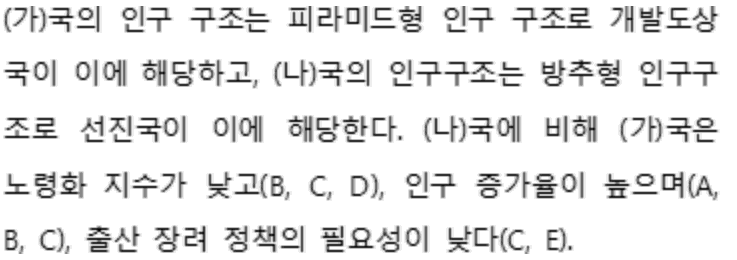 (가)국의 인구 구조는 피라미드형 인구 구조로 개발도상
국이 이에 해당하고, (나)국의 인구구조는 방추형 인구구
조로 선진국이 이에 해당한다. (나)국에 비해 (가)국은
노령화 지수가 낮고(B, C, D), 인구 증가율이 높으며(A,
B, C), 출산 장려 정책의 필요성이 낮다(C, E).